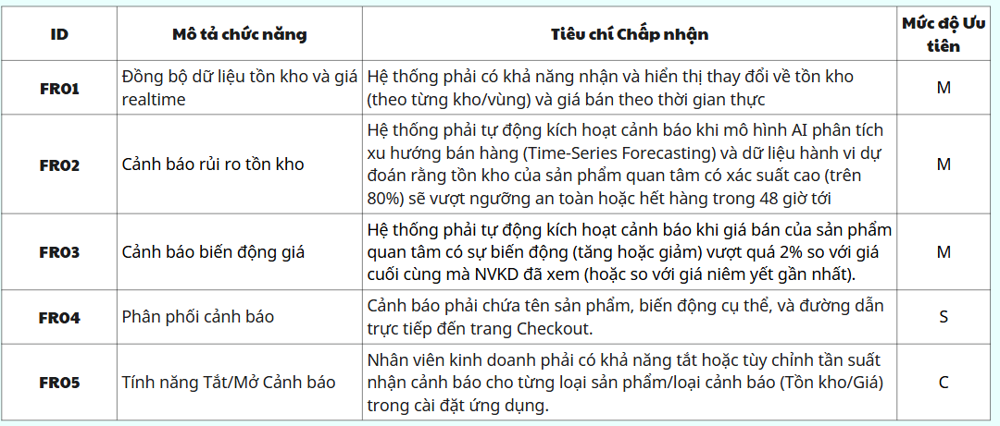 ID
Mô tả chức năng
Tiêu chí Chấp nhận
Mức độ Ưu
tiên
FR01
Đồng bộ dữ liệu tồn kho và giá
realtime
Hệ thống phải có khả năng nhận và hiển thị thay đổi về tồn kho
(theo từng kho/vùng) và giá bán theo thời gian thực
M
FR02
Cảnh báo rủi ro tồn kho
Hệ thống phải tự động kích hoạt cảnh báo khi mô hình AI phân tích
xu hướng bán hàng (Time-Series Forecasting) và dữ liệu hành vi dự
đoán rằng tồn kho của sản phẩm quan tâm có xác suất cao (trên
80%) sẽ vượt ngưỡng an toàn hoặc hết hàng trong 48 giờ tới
M
FR03
Cảnh báo biến động giá
Hệ thống phải tự động kích hoạt cảnh báo khi giá bán của sản phẩm
quan tâm có sự biến động (tăng hoặc giảm) vượt quá 2% so với giá
cuối cùng mà NVKD đã xem (hoặc so với giá niêm yết gần nhất).
M
FR04
Phân phối cảnh báo
Cảnh báo phải chứa tên sản phẩm, biến động cụ thể, và đường dẫn
trực tiếp đến trang Checkout.
S
FR05
Tính năng Tắt/Mở Cảnh báo
Nhân viên kinh doanh phải có khả năng tắt hoặc tùy chỉnh tần suất
nhận cảnh báo cho từng loại sản phẩm/loại cảnh báo (Tồn kho/Giá)
trong cài đặt ứng dụng.
C